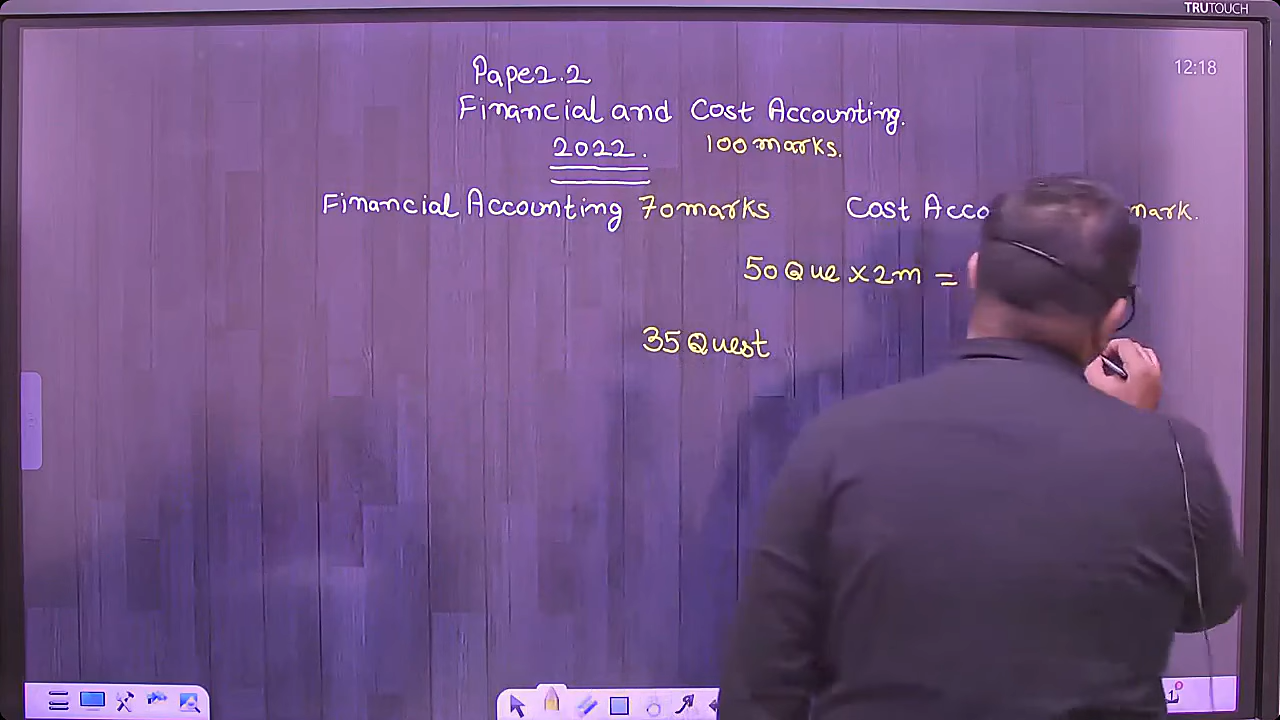 TRUTOUCH
12:18
Pape2.2
Financial and Cost Accounting.
2022. 100 marks.
Financial Accounting 70 marks Cost Acco mark.
50 Que x 2m =
35 Quest